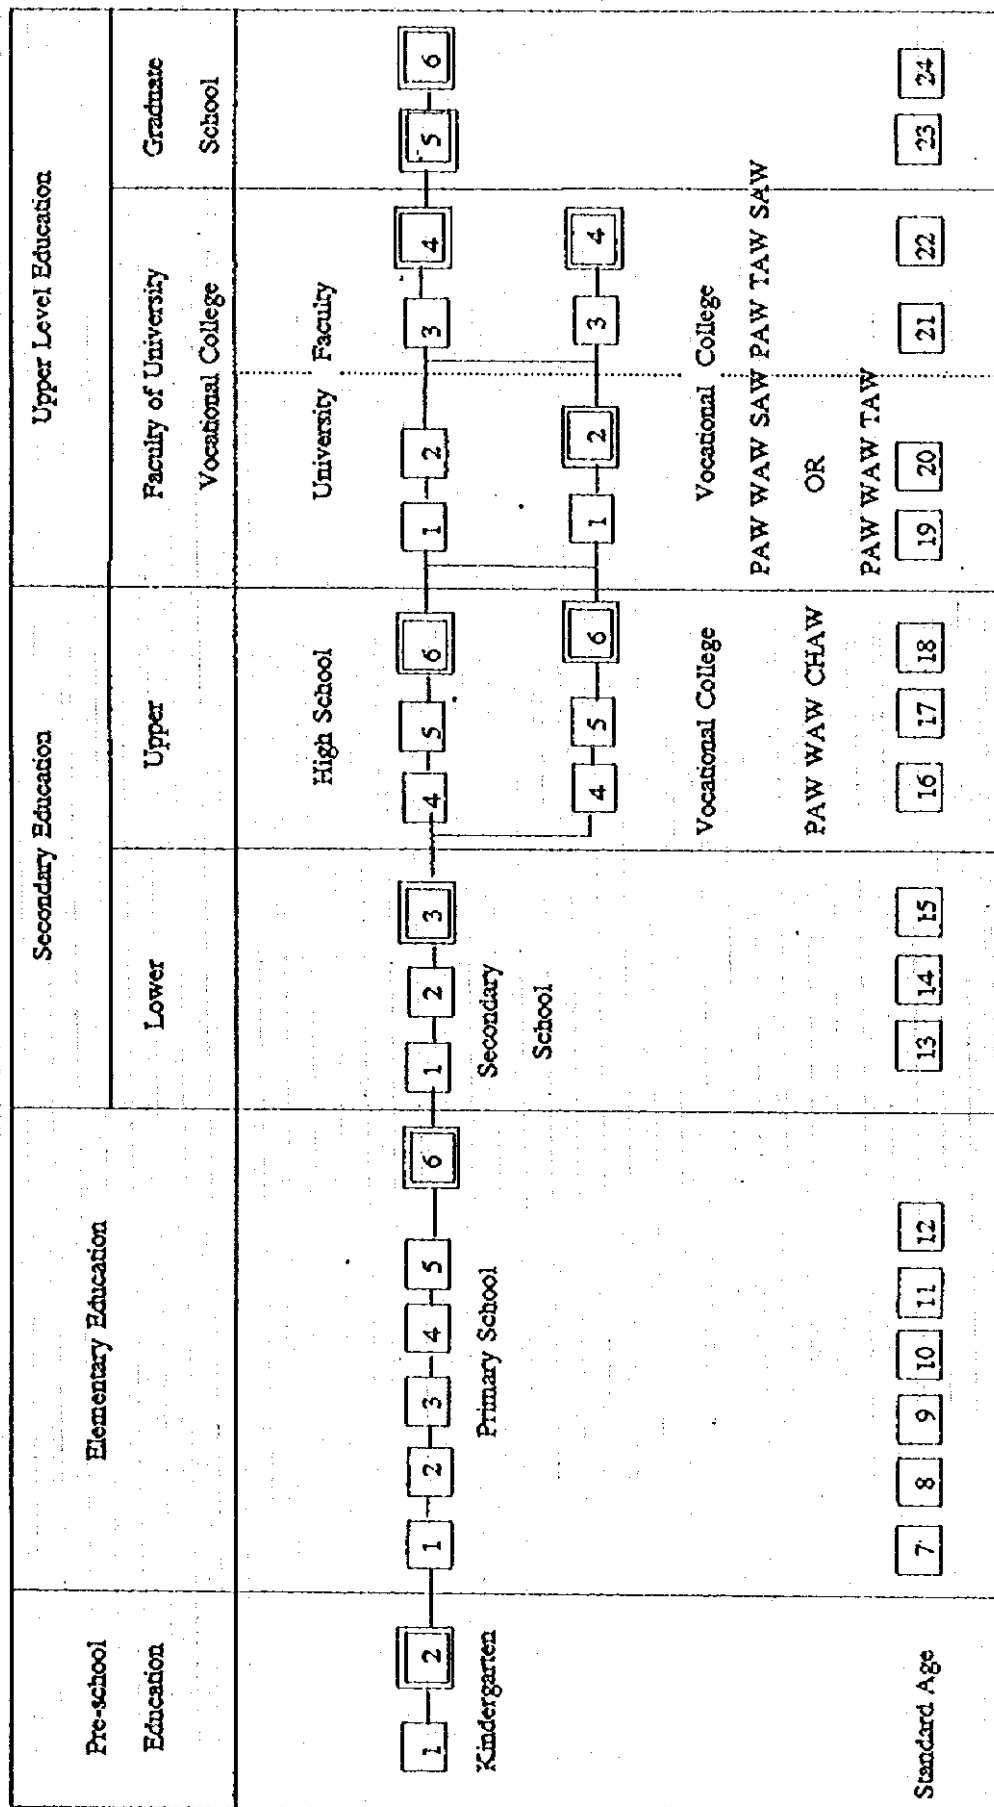 Pre-school
Education
Elementary Education
Secondary Education
Lower
Upper
Upper Level Education
Faculty of University
Vocational College
Graduate
School
High School
University Faculty
1 2 1 2 3 4 5 6 1 2 3 4 5 6 1 2 3 4 5 6
Kindergarten
Primary School
Secondary
School
4 5 6 1 2 3 4
Vocational College
Vocational College
PAW WAW SAW PAW TAW SAW
PAW WAW CHAW
OR
PAW WAW TAW
Standard Age
7 8 9 10 11 12 13 14 15 16 17 18 19 20 21 22 23 24